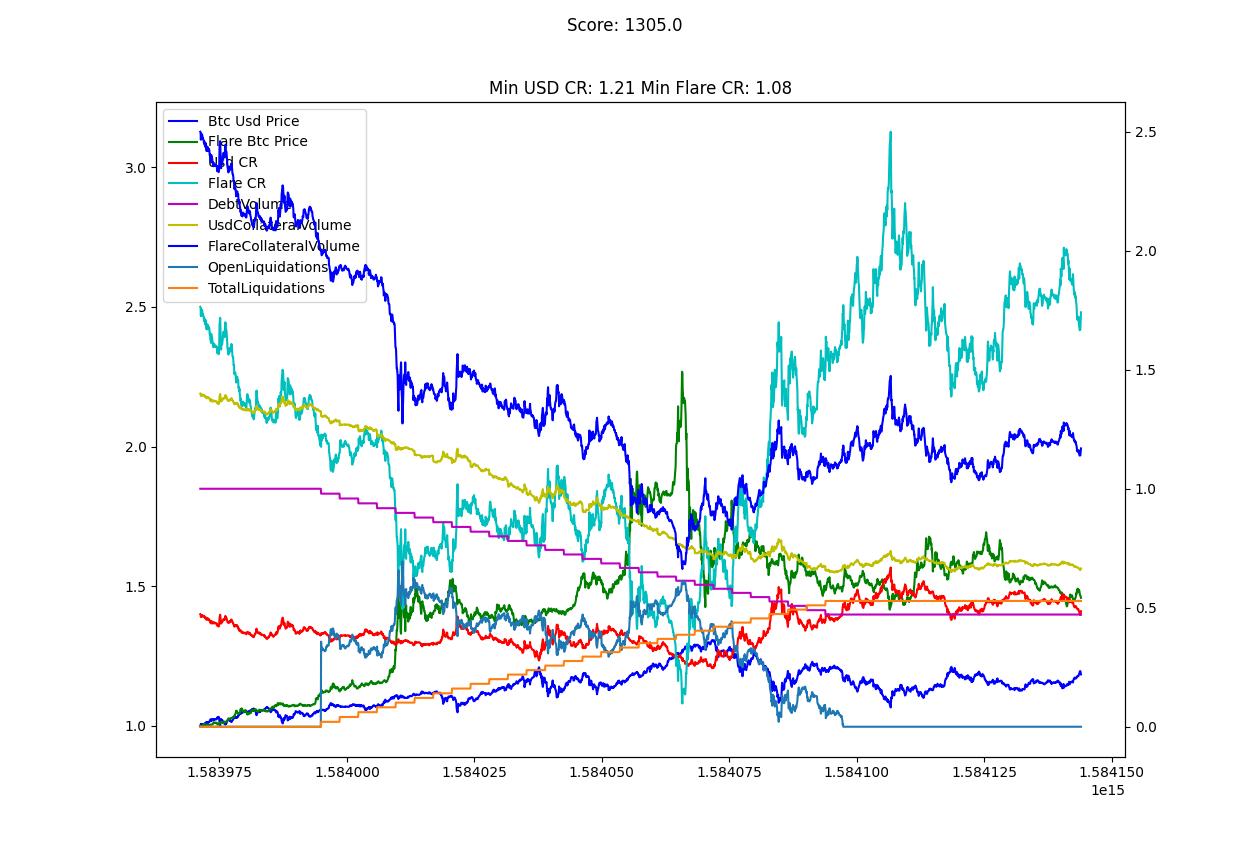 Score: 1305.0
Min USD CR: 1.21 Min Flare CR: 1.08
Btc Usd Price
Flare Btc Price
Usd CR
Flare CR
DebtVolume
UsdCollateralVolume
FlareCollateralVolume
OpenLiquidations
TotalLiquidations
3.0
2.5
2.0
1.5
1.0
2.5
2.0
1.5
1.0
0.5
0.0
1.583975
1.584000
1.584025
1.584050
1.584075
1.584100
1.584125
1.584150
1e15